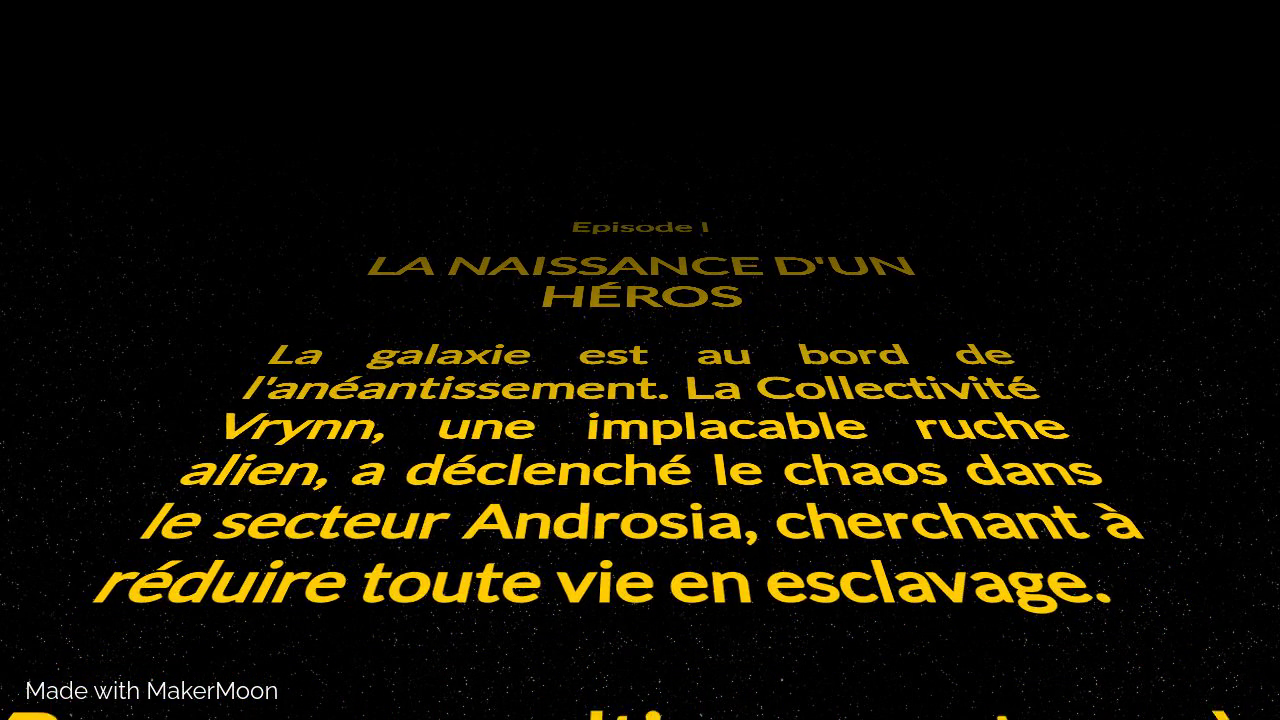 Episode I
LA NAISSANCE D'UN
HÉROS
La galaxie est au bord de
l'anéantissement. La Collectivité
Vrynn, une implacable ruche
alien, a déclenché le chaos dans
le secteur Androsia, cherchant à
réduire toute vie en esclavage.
Made with MakerMoon